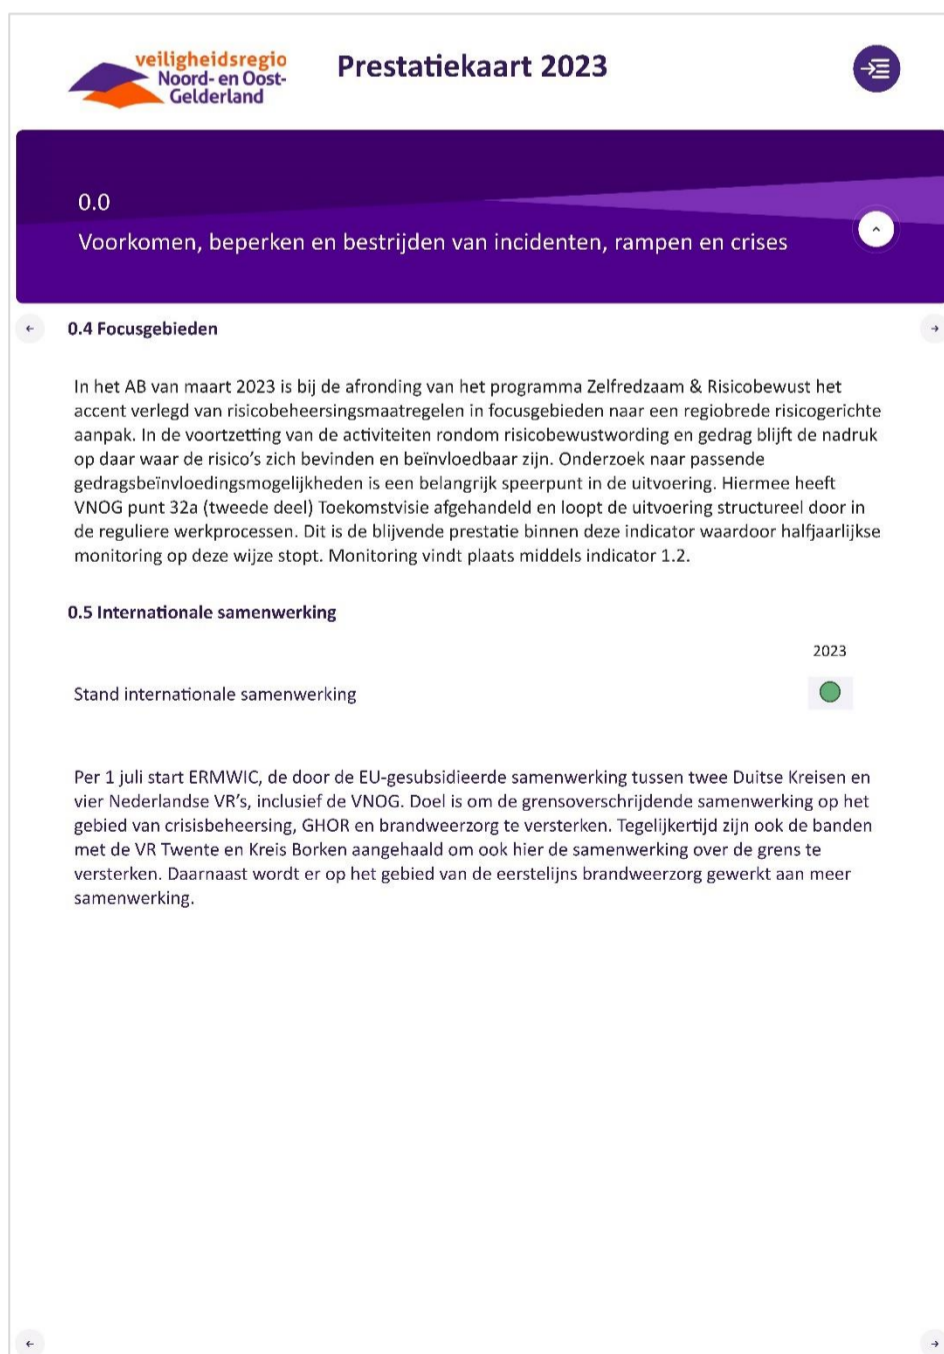 veiligheidsregio
Noord- en Oost-
Gelderland
Prestatiekaart 2023
0.0
Voorkomen, beperken en bestrijden van incidenten, rampen en crises
0.4 Focusgebieden
In het AB van maart 2023 is bij de afronding van het programma Zelfredzaam & Risicobewust het
accent verlegd van risicobeheersingsmaatregelen in focusgebieden naar een regiobrede risicogerichte
aanpak. In de voortzetting van de activiteiten rondom risicobewustwording en gedrag blijft de nadruk
op daar waar de risico's zich bevinden en beïnvloedbaar zijn. Onderzoek naar passende
gedragsbeïnvloedingsmogelijkheden is een belangrijk speerpunt in de uitvoering. Hiermee heeft
VNOG punt 32a (tweede deel) Toekomstvisie afgehandeld en loopt de uitvoering structureel door in
de reguliere werkprocessen. Dit is de blijvende prestatie binnen deze indicator waardoor halfjaarlijkse
monitoring op deze wijze stopt. Monitoring vindt plaats middels indicator 1.2.
0.5 Internationale samenwerking
2023
Stand internationale samenwerking
Per 1 juli start ERMWIC, de door de EU-gesubsidieerde samenwerking tussen twee Duitse Kreisen en
vier Nederlandse VR's, inclusief de VNOG. Doel is om de grensoverschrijdende samenwerking op het
gebied van crisisbeheersing, GHOR en brandweerzorg te versterken. Tegelijkertijd zijn ook de banden
met de VR Twente en Kreis Borken aangehaald om ook hier de samenwerking over de grens te
versterken. Daarnaast wordt er op het gebied van de eerstelijns brandweerzorg gewerkt aan meer
samenwerking.